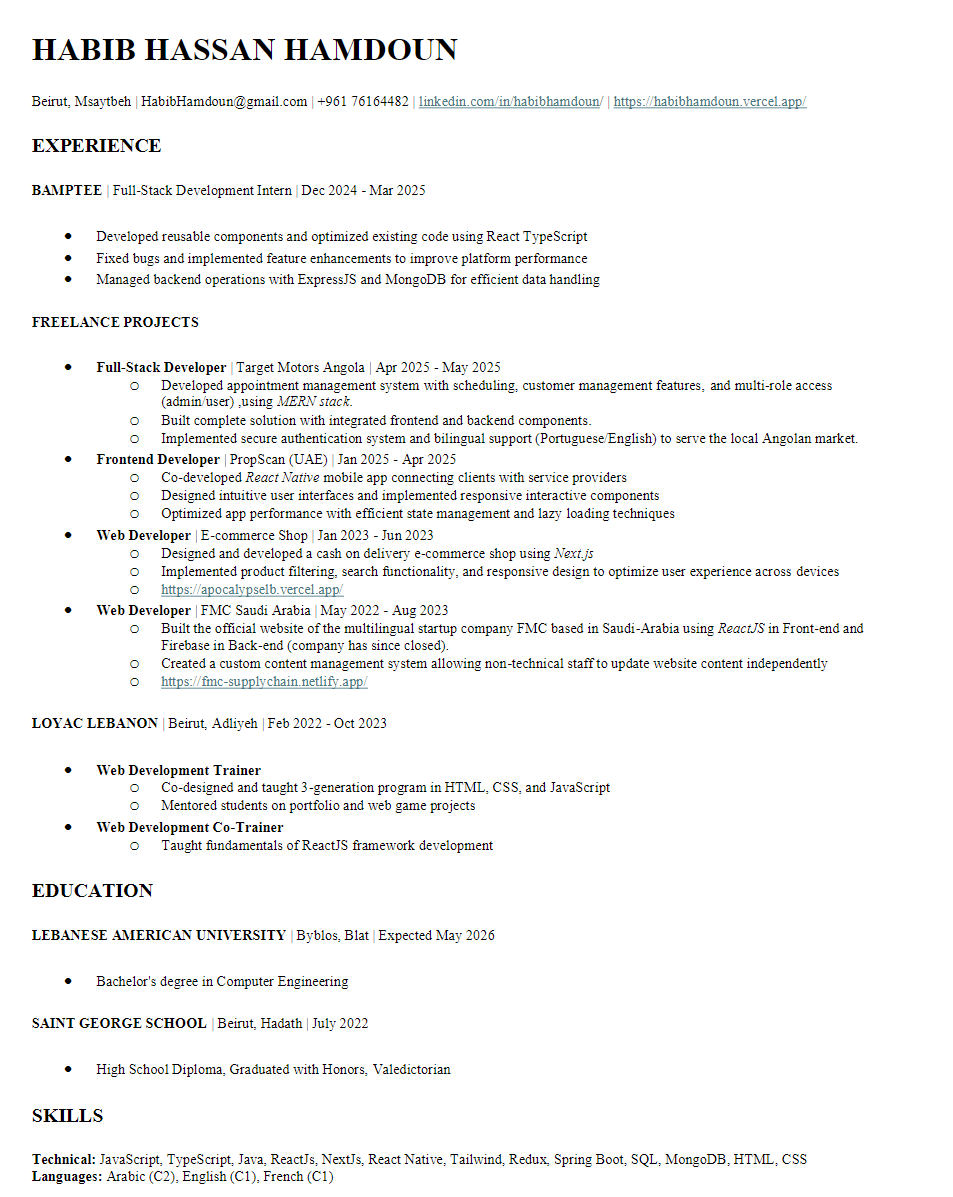 HABIB HASSAN HAMDOUN
Beirut, Msaytbeh | HabibHamdoun@gmail.com | +961 76164482 | linkedin.com/in/habibhamdoun/ | https://habibhamdoun.vercel.app/
EXPERIENCE
BAMPTEE | Full-Stack Development Intern | Dec 2024 - Mar 2025
● Developed reusable components and optimized existing code using React TypeScript
● Fixed bugs and implemented feature enhancements to improve platform performance
● Managed backend operations with ExpressJS and MongoDB for efficient data handling
FREELANCE PROJECTS
● Full-Stack Developer | Target Motors Angola | Apr 2025 - May 2025
○ Developed appointment management system with scheduling, customer management features, and multi-role access
(admin/user) ,using MERN stack.
○ Built complete solution with integrated frontend and backend components.
○ Implemented secure authentication system and bilingual support (Portuguese/English) to serve the local Angolan market.
● Frontend Developer | PropScan (UAE) | Jan 2025 - Apr 2025
○ Co-developed React Native mobile app connecting clients with service providers
○ Designed intuitive user interfaces and implemented responsive interactive components
○ Optimized app performance with efficient state management and lazy loading techniques
● Web Developer | E-commerce Shop | Jan 2023 - Jun 2023
○ Designed and developed a cash on delivery e-commerce shop using Next.js
○ Implemented product filtering, search functionality, and responsive design to optimize user experience across devices
○ https://apocalypselb.vercel.app/
● Web Developer | FMC Saudi Arabia | May 2022 - Aug 2023
○ Built the official website of the multilingual startup company FMC based in Saudi-Arabia using ReactJS in Front-end and
Firebase in Back-end (company has since closed).
○ Created a custom content management system allowing non-technical staff to update website content independently
○ https://fmc-supplychain.netlify.app/
LOYAC LEBANON | Beirut, Adliyeh | Feb 2022 - Oct 2023
● Web Development Trainer
○ Co-designed and taught 3-generation program in HTML, CSS, and JavaScript
○ Mentored students on portfolio and web game projects
● Web Development Co-Trainer
○ Taught fundamentals of ReactJS framework development
EDUCATION
LEBANESE AMERICAN UNIVERSITY | Byblos, Blat | Expected May 2026
● Bachelor's degree in Computer Engineering
SAINT GEORGE SCHOOL | Beirut, Hadath | July 2022
● High School Diploma, Graduated with Honors, Valedictorian
SKILLS
Technical: JavaScript, TypeScript, Java, ReactJs, NextJs, React Native, Tailwind, Redux, Spring Boot, SQL, MongoDB, HTML, CSS
Languages: Arabic (C2), English (C1), French (C1)